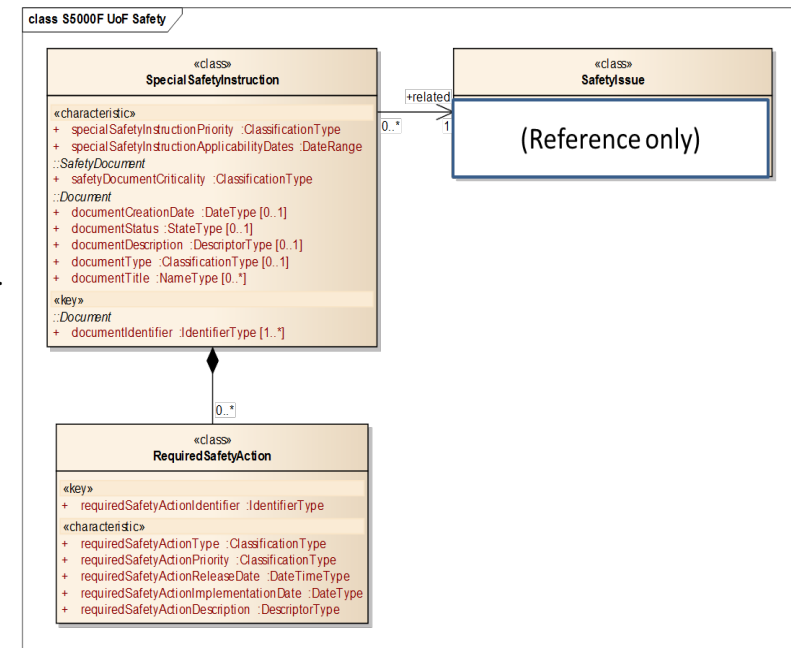 class S5000F UoF Safety
«class»
SpecialSafetyInstruction
«characteristic»
+ specialSafetyInstructionPriority :ClassificationType
+ specialSafetyInstructionApplicabilityDates :DateRange
::SafetyDocument
+ safetyDocumentCriticality :ClassificationType
::Document
+ documentCreationDate :DateType [0..1]
+ documentStatus :StateType [0..1]
+ documentDescription :DescriptorType [0..1]
+ documentType :ClassificationType [0..1]
+ documentTitle :NameType [0..*]
«key»
::Document
+ documentIdentifier :IdentifierType [1..*]
+related
0..*
1
«class»
SafetyIssue
(Reference only)
0..*
«class»
RequiredSafetyAction
«key»
+ requiredSafetyActionIdentifier :IdentifierType
«characteristic»
+ requiredSafetyActionType :ClassificationType
+ requiredSafetyActionPriority :ClassificationType
+ requiredSafetyActionReleaseDate :DateTimeType
+ requiredSafetyActionImplementationDate :DateType
+ requiredSafetyActionDescription :DescriptorType